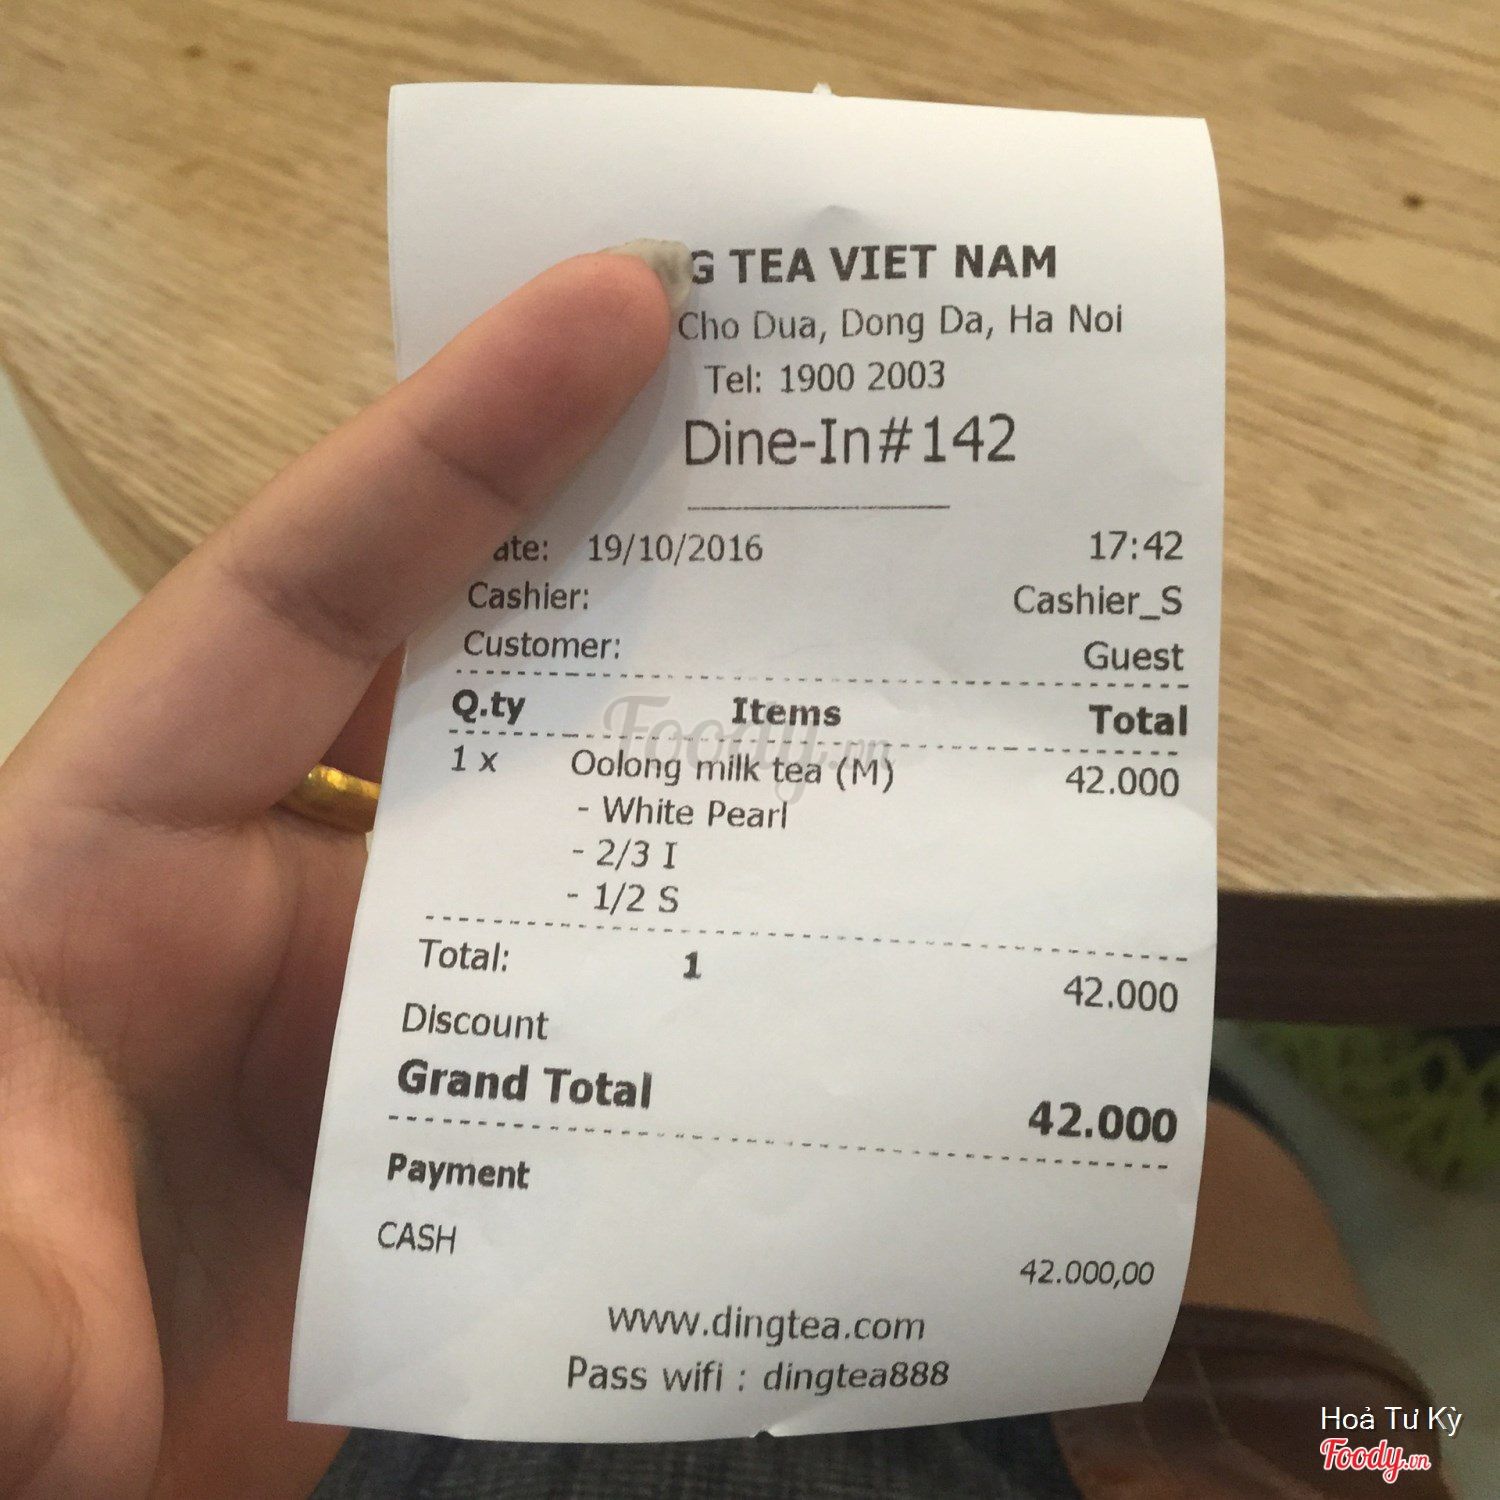 G TEA VIET NAM
Cho Dua, Dong Da, Ha Noi
Tel: 1900 2003
Dine-In#142
ate: 19/10/2016 17:42
Cashier: Cashier_S
Customer: Guest
Q.ty Items Total
1 x Oolong milk tea (M) 42.000
- White Pearl
- 2/3 I
- 1/2 S
Total: 1 42.000
Discount
Grand Total 42.000
Payment
CASH 42.000,00
www.dingtea.com
Pass wifi : dingtea888
Foody.vn
Hoả Tư Kỳ
Foody.vn